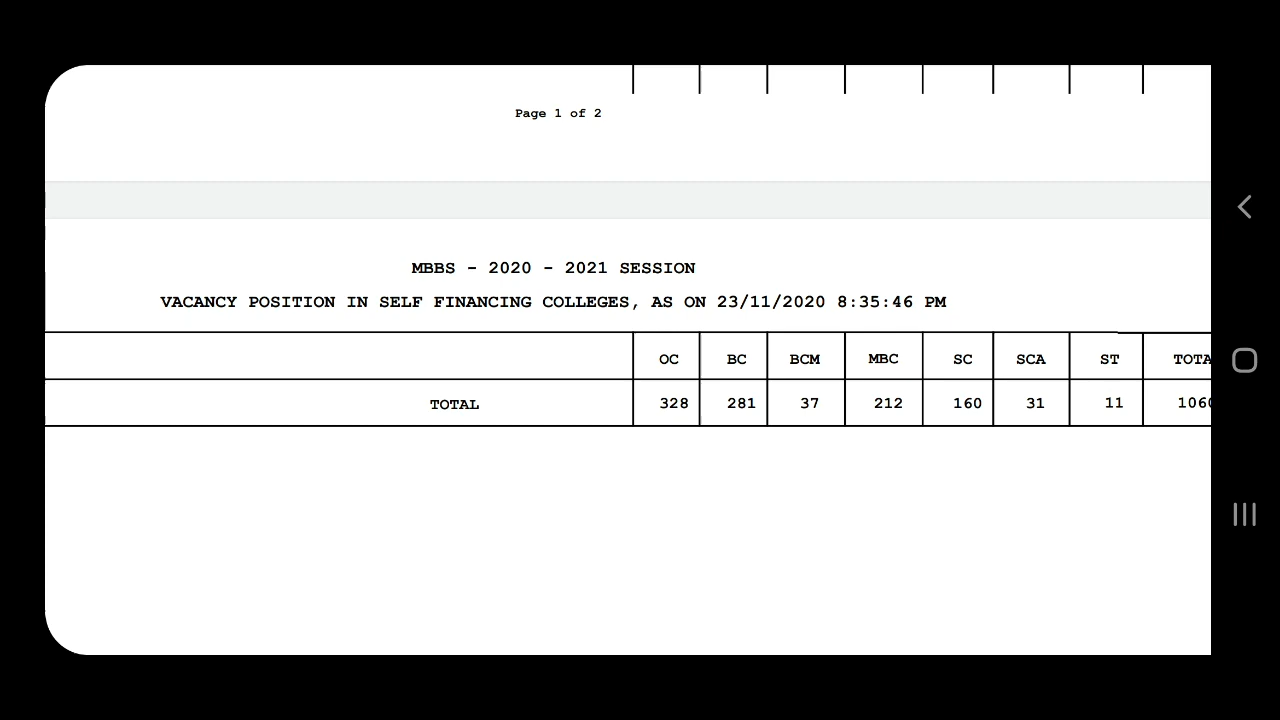 Page 1 of 2
MBBS - 2020 - 2021 SESSION
VACANCY POSITION IN SELF FINANCING COLLEGES, AS ON 23/11/2020 8:35:46 PM
OC BC BCM MBC SC SCA ST TOTA
TOTAL 328 281 37 212 160 31 11 1060